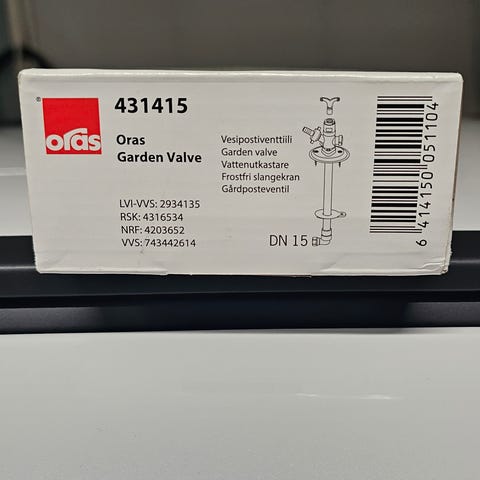 ® oras
431415
Oras
Garden Valve
LVI-VVS: 2934135
RSK: 4316534
NRF: 4203652
VVS: 743442614
Vesipostiventtiili
Garden valve
Vattenutkastare
Frostfri slangekran
Gårdposteventil
DN 15
6 414150 051104